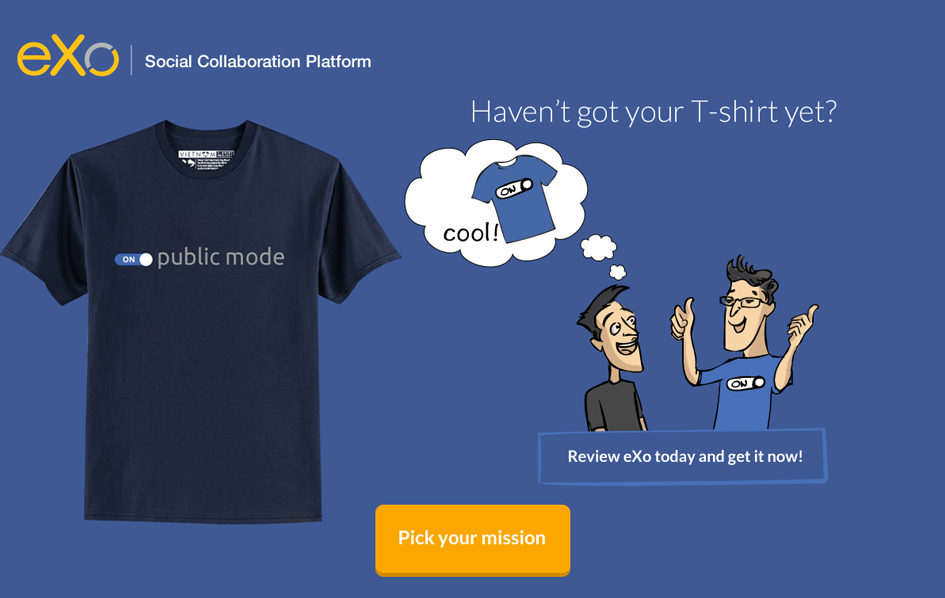 eXo
Social Collaboration Platform
Haven't got your T-shirt yet?
VIETNAM
ON public mode
ON
cool!
ON
Review eXo today and get it now!
Pick your mission